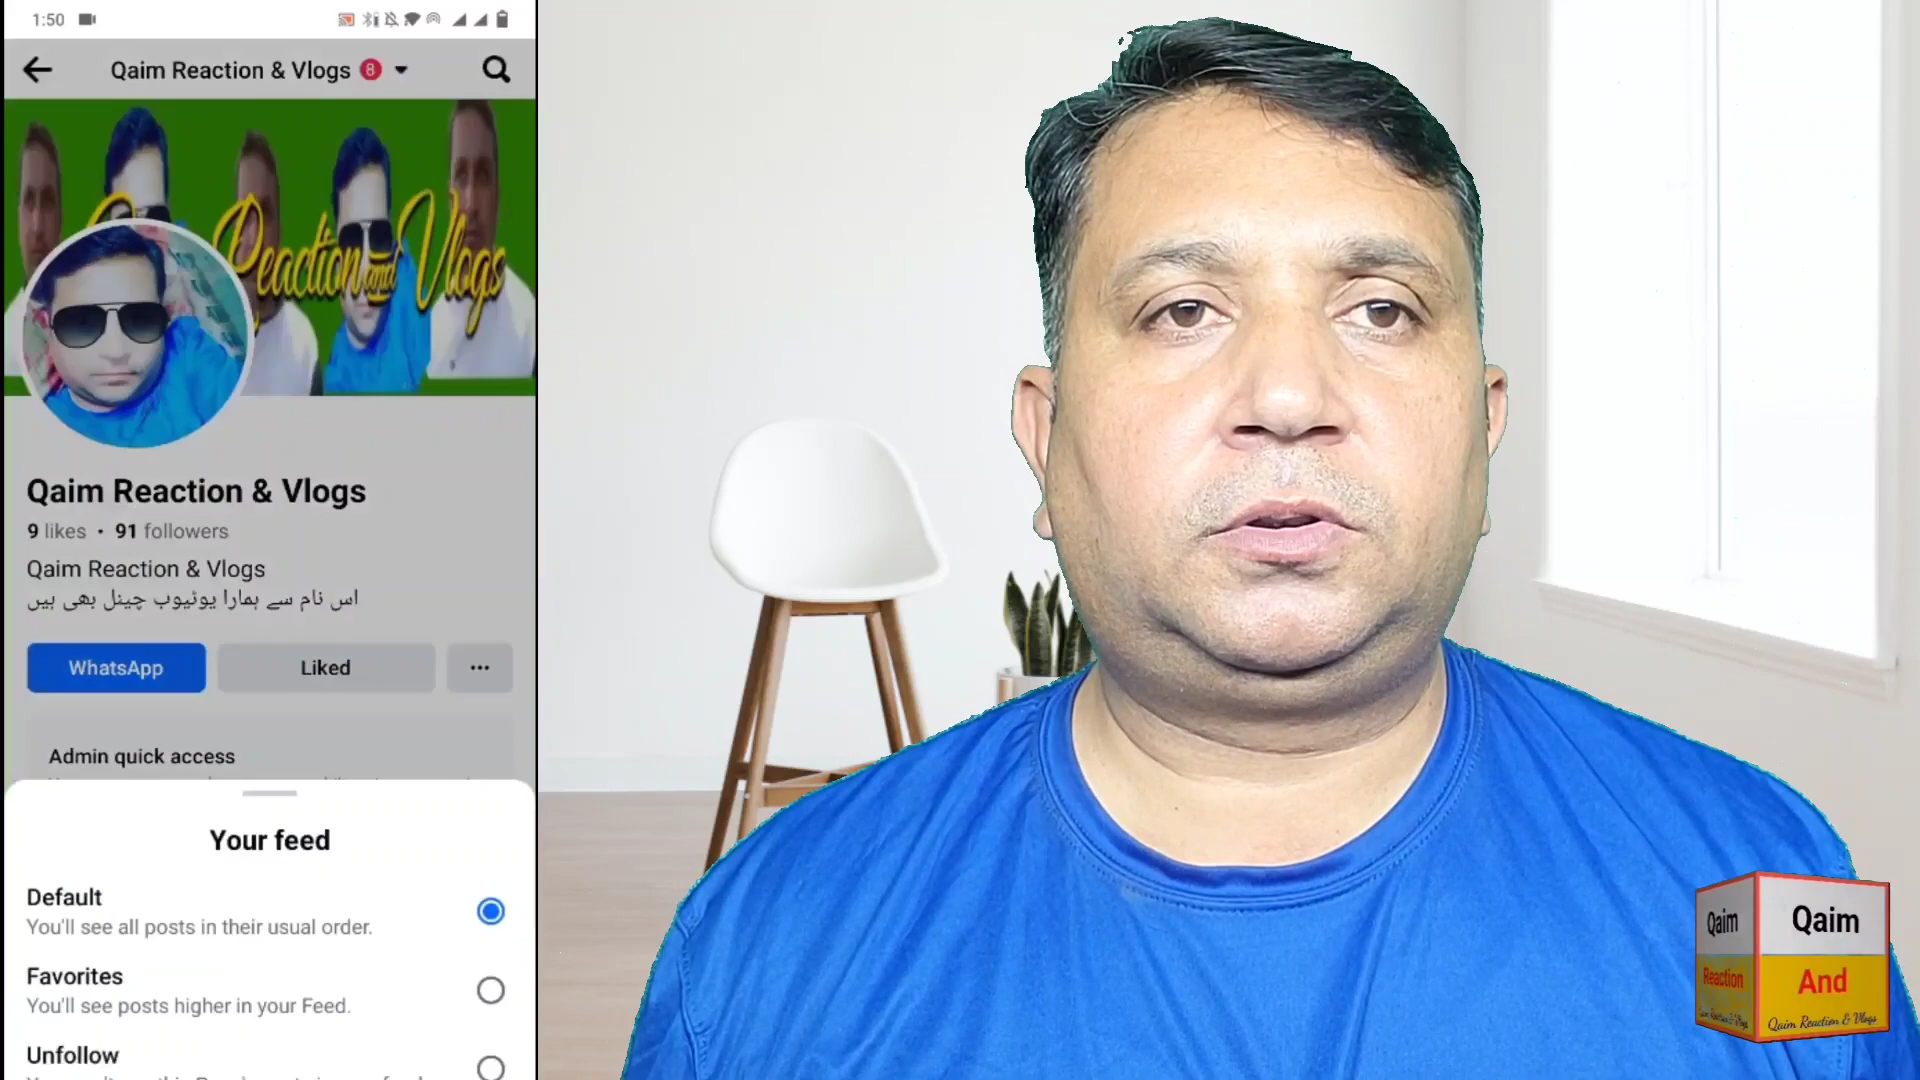 1:50
Qaim Reaction & Vlogs 8
Reaction and Vlogs
Qaim Reaction & Vlogs
9 likes • 91 followers
Qaim Reaction & Vlogs
اس نام سے ہمارا یوٹیوب چینل بھی ہیں
WhatsApp
Liked
Admin quick access
Your feed
Default
You'll see all posts in their usual order.
Favorites
You'll see posts higher in your Feed.
Unfollow
Qaim
Reaction
Qaim
And
Qaim Reaction & Vlogs